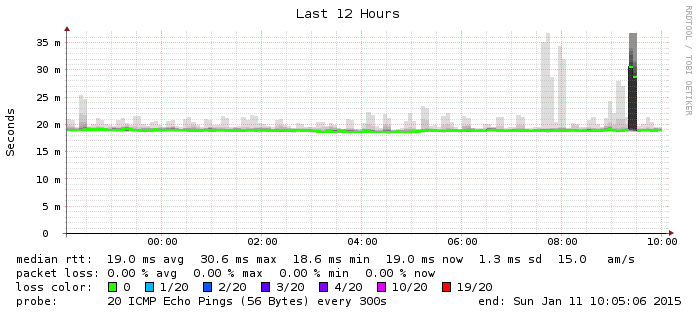 Last 12 Hours
RRDTOOL / TOBI OETIKER
Seconds
35 m
30 m
25 m
20 m
15 m
10 m
5 m
0
00:00 02:00 04:00 06:00 08:00 10:00
median rtt: 19.0 ms avg 30.6 ms max 18.6 ms min 19.0 ms now 1.3 ms sd 15.0 am/s
packet loss: 0.00 % avg 0.00 % max 0.00 % min 0.00 % now
loss color: 0 1/20 2/20 3/20 4/20 10/20 19/20
probe: 20 ICMP Echo Pings (56 Bytes) every 300s end: Sun Jan 11 10:05:06 2015